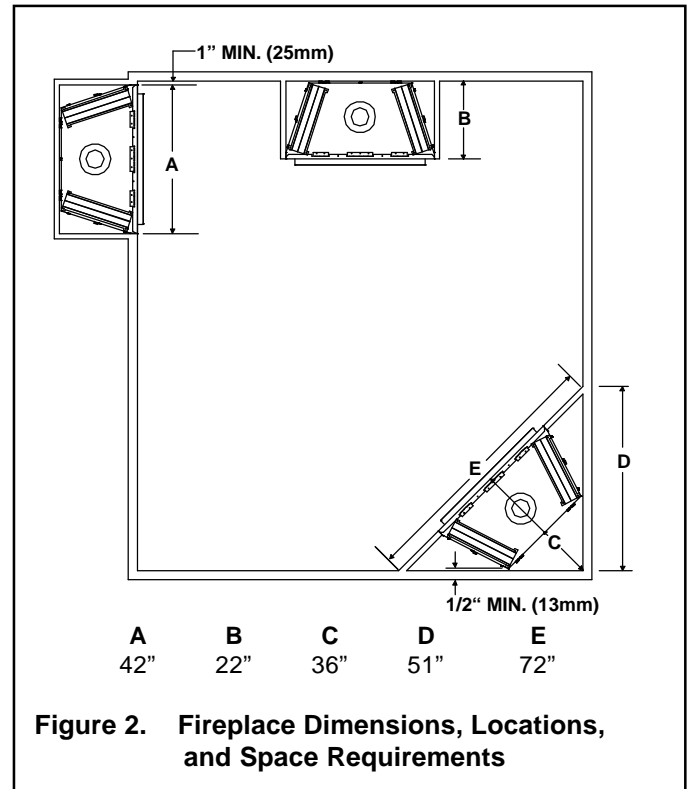 1” MIN. (25mm)
B
A
E
D
C
1/2“ MIN. (13mm)
A B C D E
42” 22” 36” 51” 72”
Figure 2. Fireplace Dimensions, Locations,
and Space Requirements